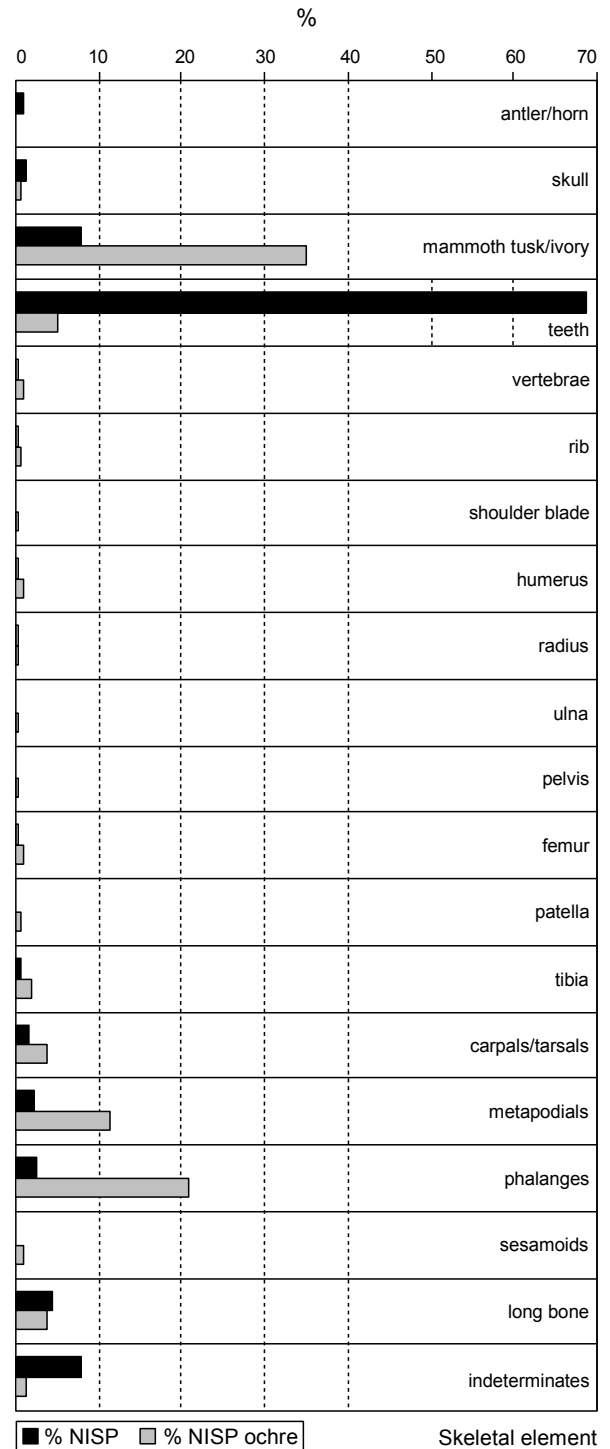 %
0 10 20 30 40 50 60 70
antler/horn
skull
mammoth tusk/ivory
teeth
vertebrae
rib
shoulder blade
humerus
radius
ulna
pelvis
femur
patella
tibia
carpals/tarsals
metapodials
phalanges
sesamoids
long bone
indeterminates
% NISP % NISP ochre Skeletal element